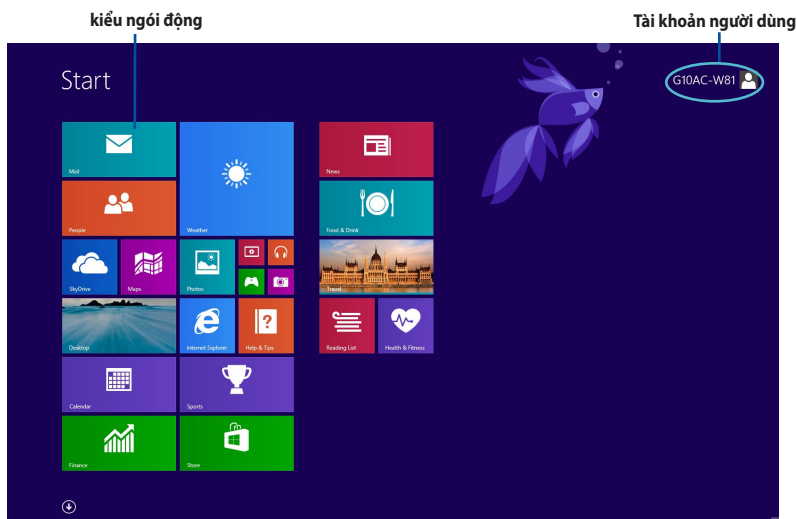 kiểu ngói động
Tài khoản người dùng
Start
G10AC-W81
Mail
Weather
News
People
Food & Drink
SkyDrive
Maps
Photos
Travel
Desktop
Internet Explorer
Help & Tips
Reading List
Health & Fitness
Calendar
Sports
Finance
Store